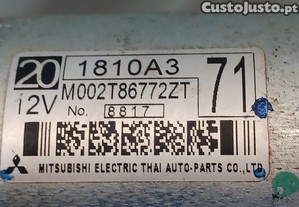 CustoJusto.pt
20 1810A3 71
12V M002T86772ZT
No. 8817
MITSUBISHI ELECTRIC THAI AUTO-PARTS CO.,LTD.